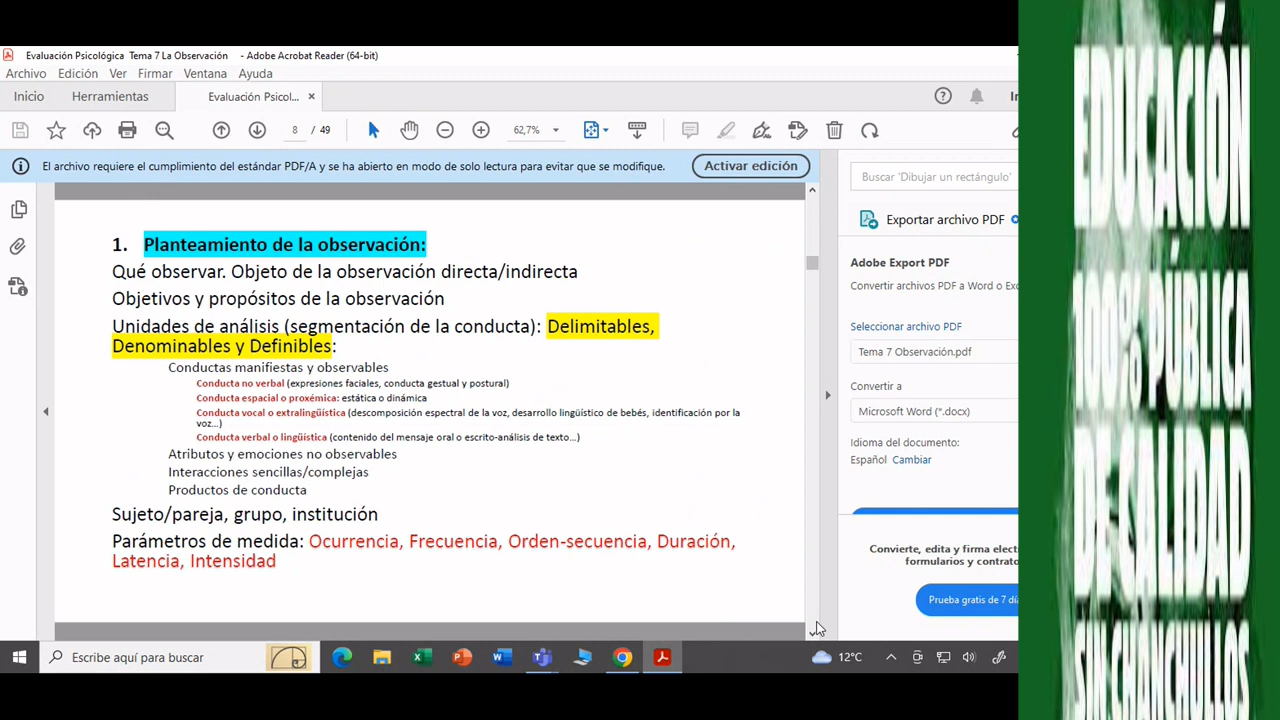 Evaluación Psicológica Tema 7 La Observación - Adobe Acrobat Reader (64-bit)
Archivo Edición Ver Firmar Ventana Ayuda
Inicio Herramientas Evaluación Psicol... ×
8 / 49 62,7%
El archivo requiere el cumplimiento del estándar PDF/A y se ha abierto en modo de solo lectura para evitar que se modifique. Activar edición
1. Planteamiento de la observación:
Qué observar. Objeto de la observación directa/indirecta
Objetivos y propósitos de la observación
Unidades de análisis (segmentación de la conducta): Delimitables,
Denominables y Definibles:
Conductas manifiestas y observables
Conducta no verbal (expresiones faciales, conducta gestual y postural)
Conducta espacial o proxémica: estática o dinámica
Conducta vocal o extralingüística (descomposición espectral de la voz, desarrollo lingüístico de bebés, identificación por la
voz...)
Conducta verbal o lingüística (contenido del mensaje oral o escrito-análisis de texto...)
Atributos y emociones no observables
Interacciones sencillas/complejas
Productos de conducta
Sujeto/pareja, grupo, institución
Parámetros de medida: Ocurrencia, Frecuencia, Orden-secuencia, Duración,
Latencia, Intensidad
Buscar 'Dibujar un rectángulo'
Exportar archivo PDF
Adobe Export PDF
Convertir archivos PDF a Word o
Seleccionar archivo PDF
Tema 7 Observación.pdf
Convertir a
Microsoft Word (*.docx)
Idioma del documento:
Español Cambiar
Convierte, edita y firma
formularios y
Prueba gratis de 7
Escribe aquí para buscar
12°C
EDUCACIÓN
100% PÚBLICA
DE CALIDAD
SIN CHANCHULLOS